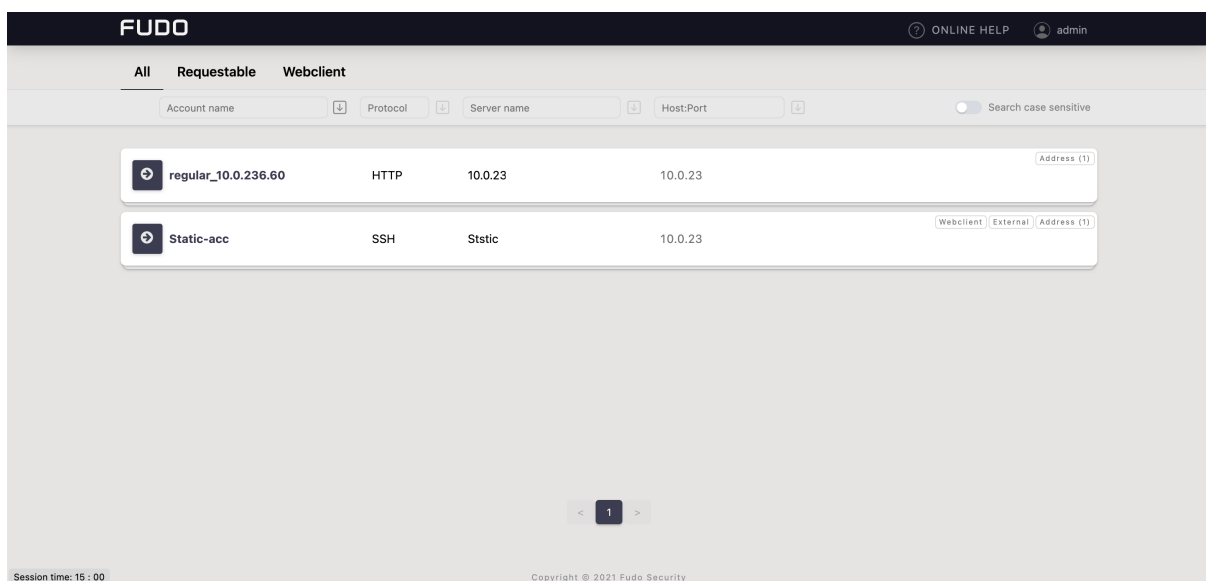 FUDO
? ONLINE HELP admin
All Requestable Webclient
Account name Protocol Server name Host:Port Search case sensitive
Address (1)
regular_10.0.236.60 HTTP 10.0.23 10.0.23
Webclient External Address (1)
Static-acc SSH Ststic 10.0.23
< 1 >
Session time: 15 : 00
Copyright © 2021 Fudo Security